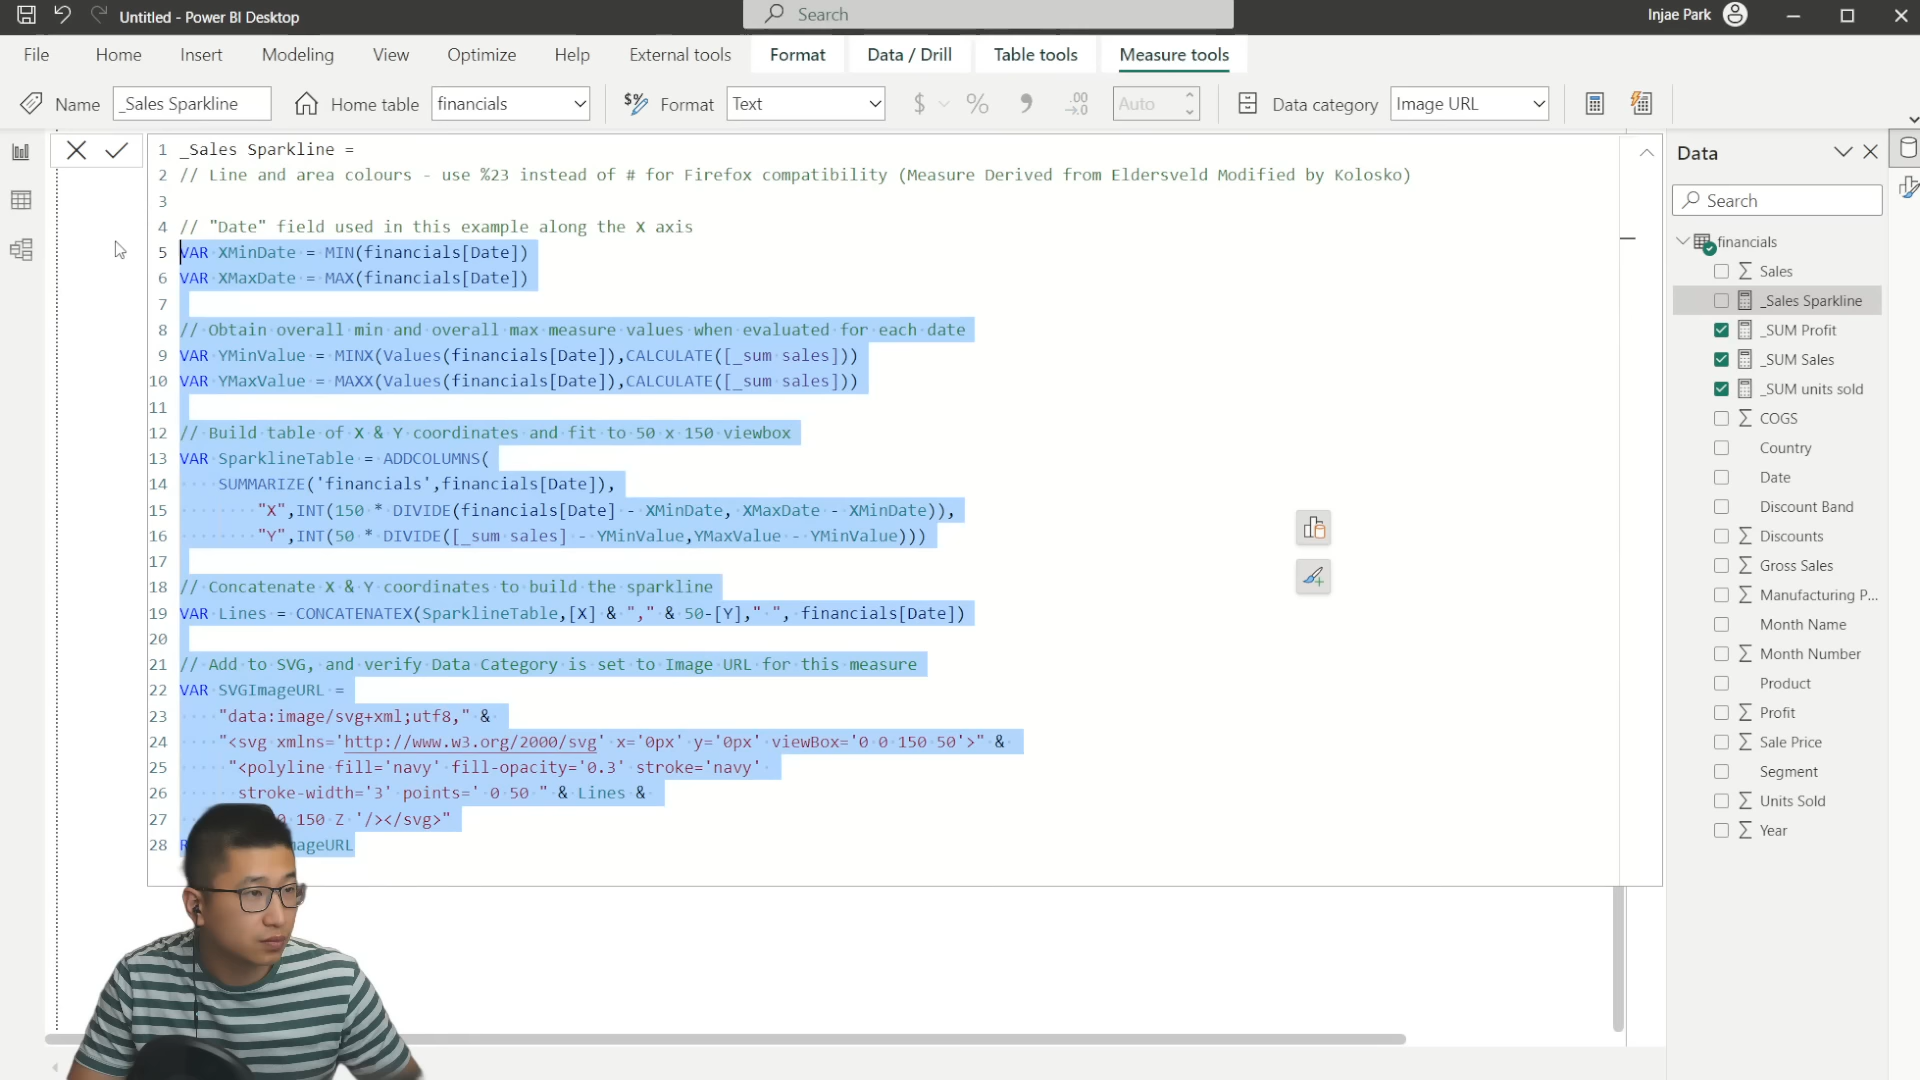 Untitled - Power BI Desktop
Search
Injae Park
File
Home
Insert
Modeling
View
Optimize
Help
External tools
Format
Data / Drill
Table tools
Measure tools
Name
_Sales Sparkline
Home table
financials
Format
Text
$
%
.00
→.0
Auto
Data category
Image URL
1 _Sales Sparkline =
2 // Line and area colours - use %23 instead of # for Firefox compatibility (Measure Derived from Eldersveld Modified by Kolosko)
3
4 // "Date" field used in this example along the X axis
5 VAR XMinDate = MIN(financials[Date])
6 VAR XMaxDate = MAX(financials[Date])
7
8 // Obtain overall min and overall max measure values when evaluated for each date
9 VAR YMinValue = MINX(Values(financials[Date]),CALCULATE([_sum sales]))
10 VAR YMaxValue = MAXX(Values(financials[Date]),CALCULATE([_sum sales]))
11
12 // Build table of X & Y coordinates and fit to 50 x 150 viewbox
13 VAR SparklineTable = ADDCOLUMNS(
14 SUMMARIZE('financials',financials[Date]),
15 "X",INT(150 * DIVIDE(financials[Date] - XMinDate, XMaxDate - XMinDate)),
16 "Y",INT(50 * DIVIDE([_sum sales] - YMinValue,YMaxValue - YMinValue)))
17
18 // Concatenate X & Y coordinates to build the sparkline
19 VAR Lines = CONCATENATEX(SparklineTable,[X] & "," & 50-[Y]," ", financials[Date])
20
21 // Add to SVG, and verify Data Category is set to Image URL for this measure
22 VAR SVGImageURL =
23 "data:image/svg+xml;utf8," &
24 "<svg xmlns='http://www.w3.org/2000/svg' x='0px' y='0px' viewBox='0 0 150 50'>" &
25 "<polyline fill='navy' fill-opacity='0.3' stroke='navy'
26 stroke-width='3' points=' 0 50 " & Lines &
27 150 Z '/></svg>"
28
Data
Search
financials
Sales
_Sales Sparkline
_SUM Profit
_SUM Sales
_SUM units sold
COGS
Country
Date
Discount Band
Discounts
Gross Sales
Manufacturing P...
Month Name
Month Number
Product
Profit
Sale Price
Segment
Units Sold
Year